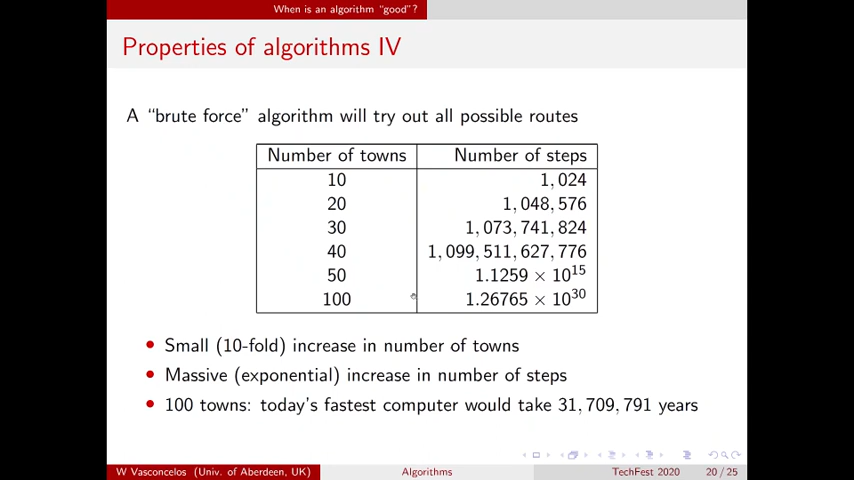 When is an algorithm “good”?
Properties of algorithms IV
A “brute force” algorithm will try out all possible routes
Number of towns Number of steps
10 1,024
20 1,048,576
30 1,073,741,824
40 1,099,511,627,776
50 1.1259 × 10¹⁵
100 1.26765 × 10³⁰
• Small (10-fold) increase in number of towns
• Massive (exponential) increase in number of steps
• 100 towns: today’s fastest computer would take 31,709,791 years
W Vasconcelos (Univ. of Aberdeen, UK) Algorithms TechFest 2020 20 / 25